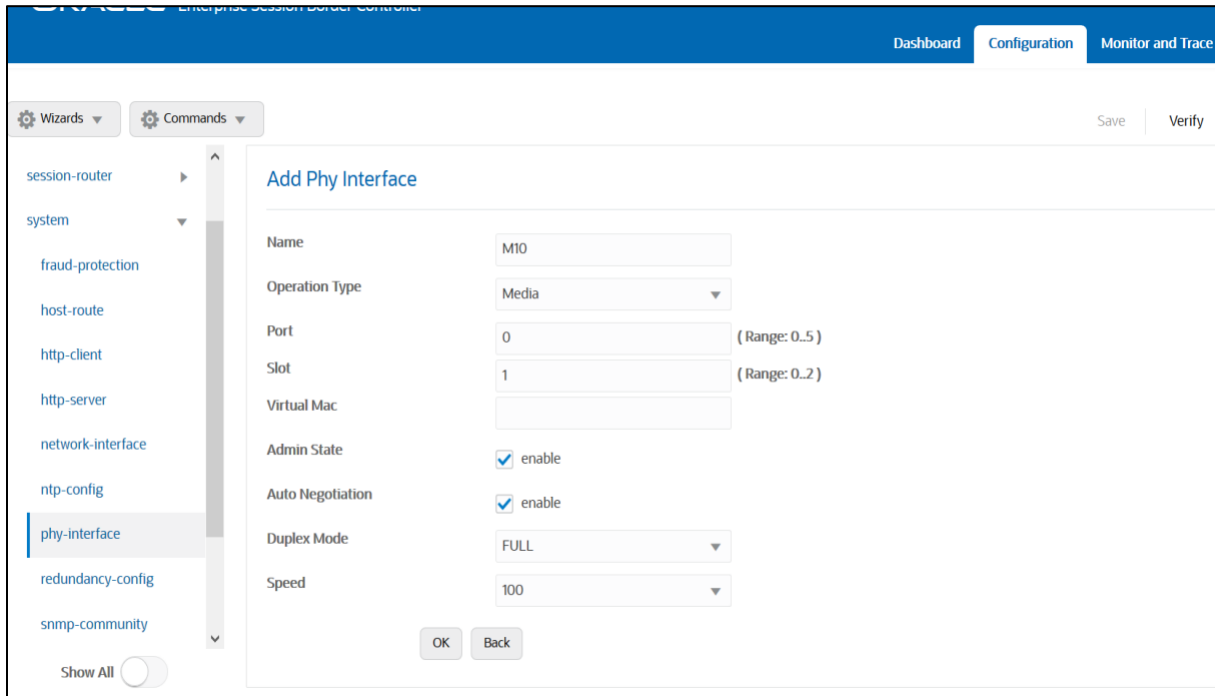 ORACLE Enterprise Session Border Controller
Dashboard Configuration Monitor and Trace
Wizards Commands Save Verify
session-router
system
fraud-protection
host-route
http-client
http-server
network-interface
ntp-config
phy-interface
redundancy-config
snmp-community
Show All
Add Phy Interface
Name M10
Operation Type Media
Port 0 ( Range: 0..5 )
Slot 1 ( Range: 0..2 )
Virtual Mac
Admin State enable
Auto Negotiation enable
Duplex Mode FULL
Speed 100
OK Back